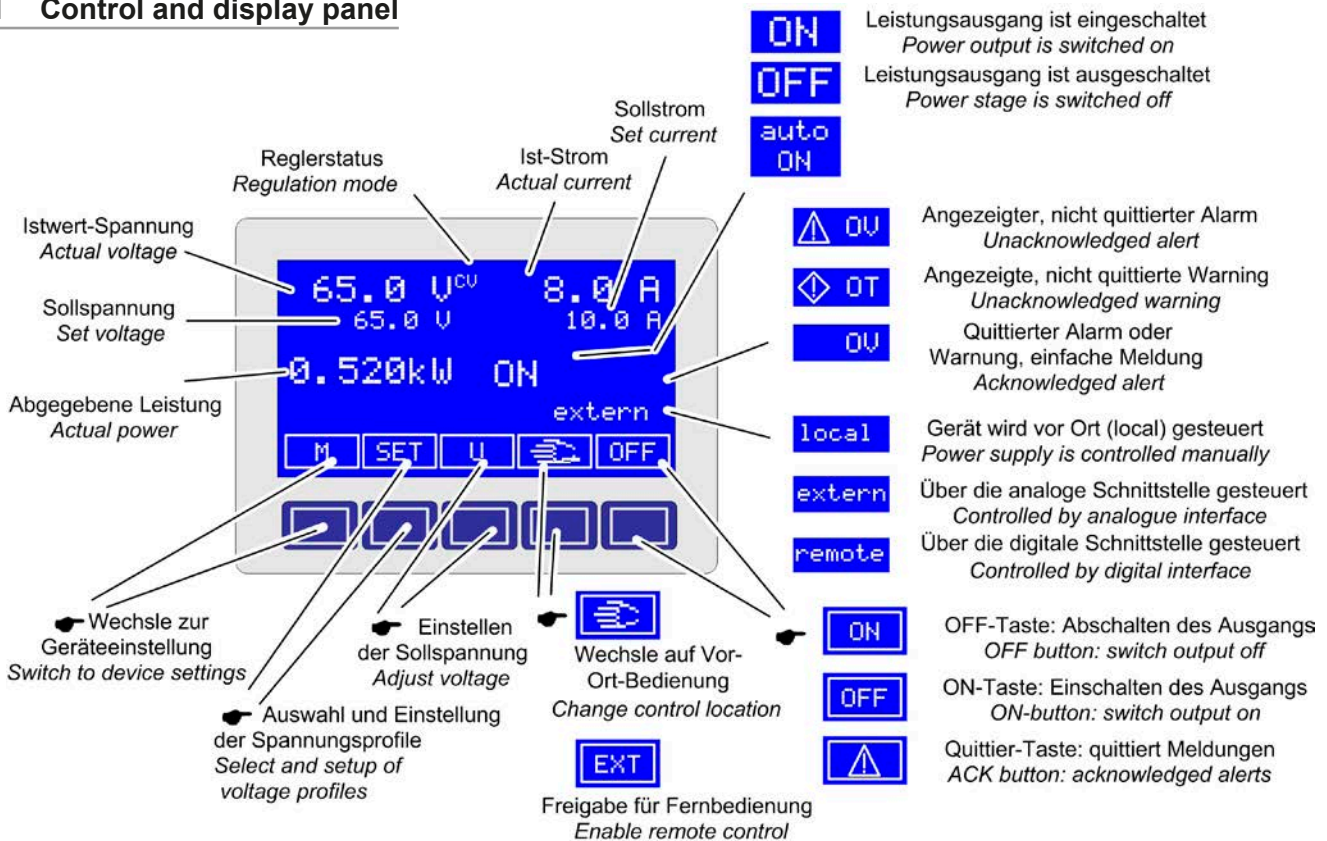 Control and display panel
ON
Leistungsausgang ist eingeschaltet
Power output is switched on
OFF
Leistungsausgang ist ausgeschaltet
Power stage is switched off
auto
ON
Sollstrom
Set current
Reglerstatus
Regulation mode
Ist-Strom
Actual current
Istwert-Spannung
Actual voltage
Sollspannung
Set voltage
Abgegebene Leistung
Actual power
65.0 V CV 8.0 A
65.0 V 10.0 A
0.520kW ON
extern
M SET U OFF
OV
Angezeigter, nicht quittierter Alarm
Unacknowledged alert
OT
Angezeigte, nicht quittierte Warning
Unacknowledged warning
OV
Quittierter Alarm oder
Warnung, einfache Meldung
Acknowledged alert
local
Gerät wird vor Ort (local) gesteuert
Power supply is controlled manually
extern
Über die analoge Schnittstelle gesteuert
Controlled by analogue interface
remote
Über die digitale Schnittstelle gesteuert
Controlled by digital interface
Wechsle zur
Geräteeinstellung
Switch to device settings
Auswahl und Einstellung
der Spannungsprofile
Select and setup of
voltage profiles
Einstellen
der Sollspannung
Adjust voltage
Wechsle auf Vor-
Ort-Bedienung
Change control location
EXT
Freigabe für Fernbedienung
Enable remote control
ON
OFF-Taste: Abschalten des Ausgangs
OFF button: switch output off
OFF
ON-Taste: Einschalten des Ausgangs
ON-button: switch output on
Quittier-Taste: quittiert Meldungen
ACK button: acknowledged alerts